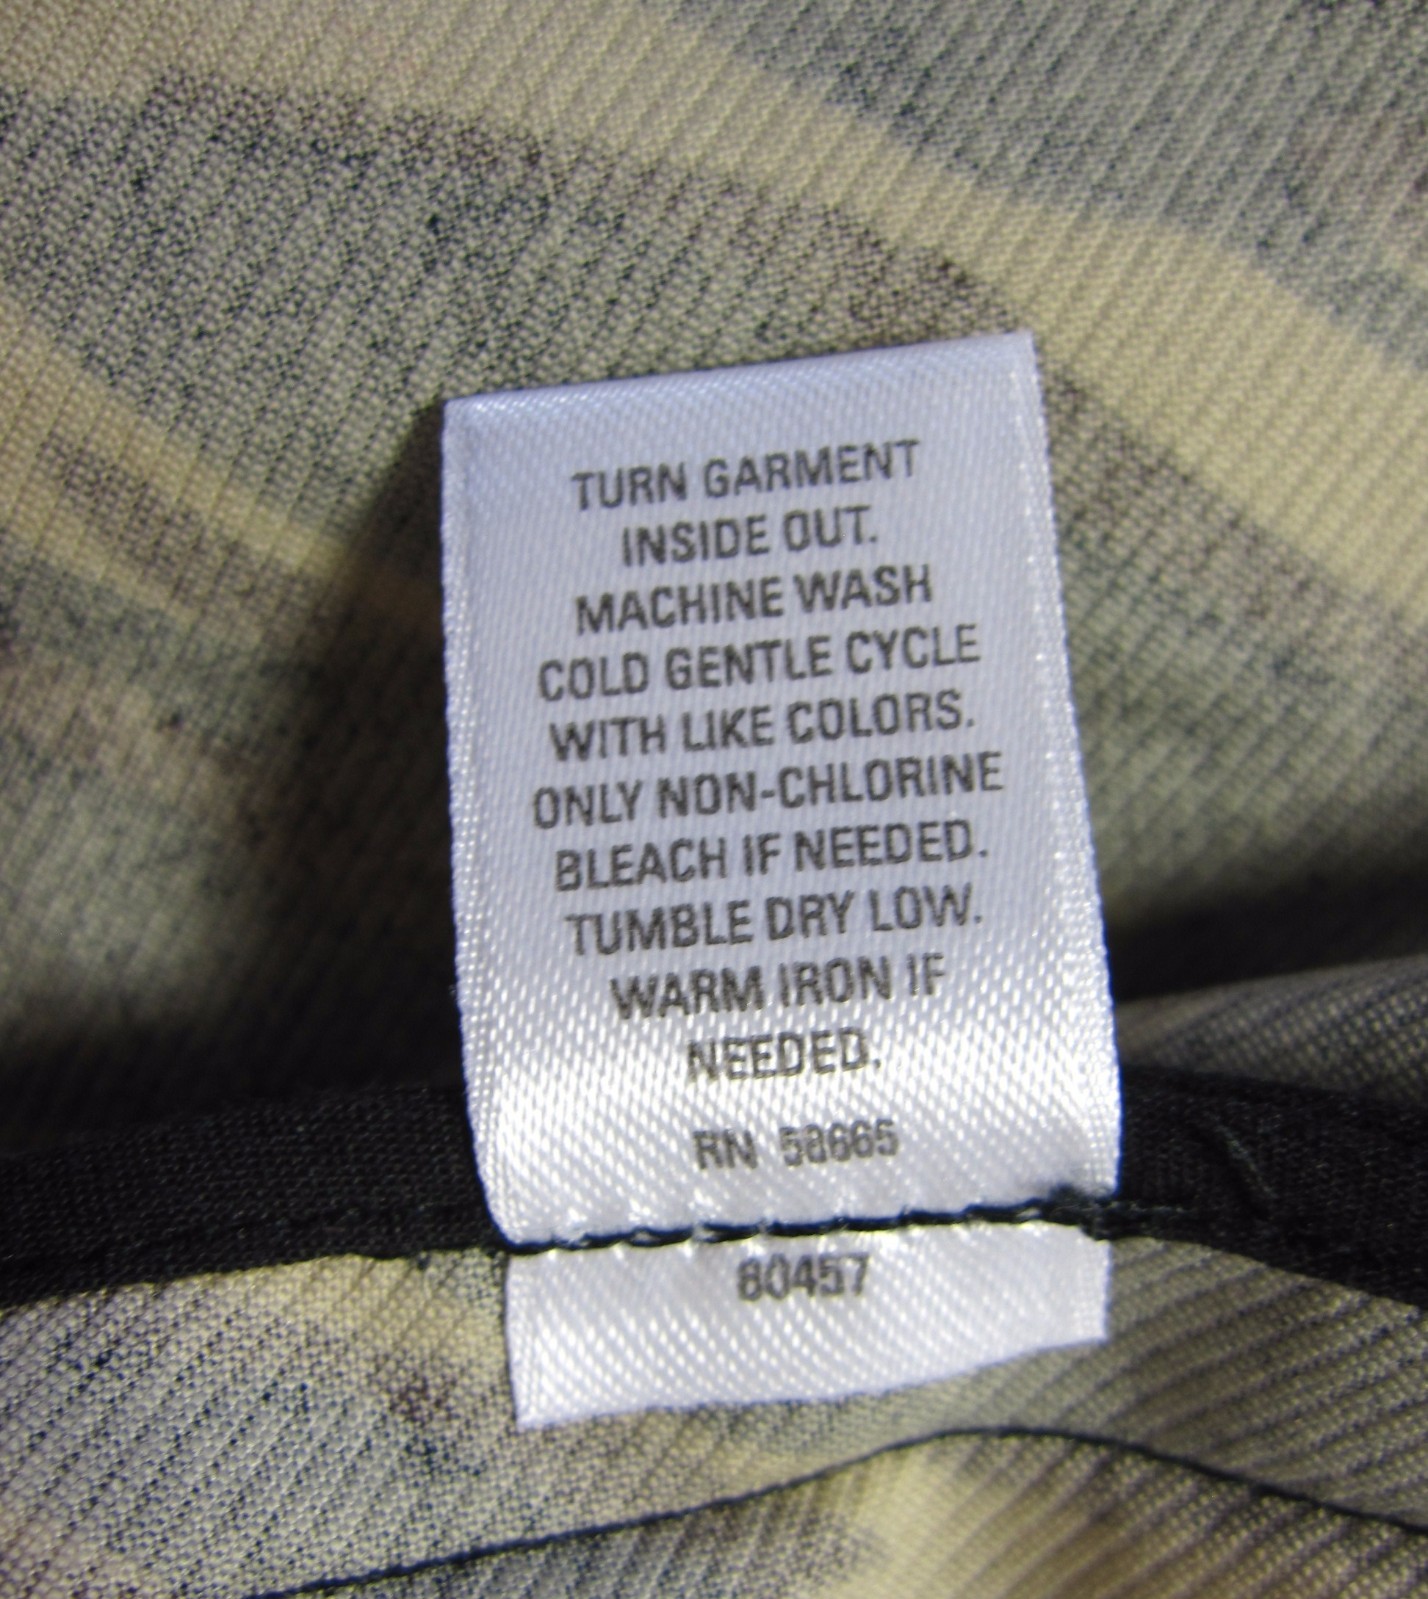 TURN GARMENT
INSIDE OUT.
MACHINE WASH
COLD GENTLE CYCLE
WITH LIKE COLORS.
ONLY NON-CHLORINE
BLEACH IF NEEDED.
TUMBLE DRY LOW.
WARM IRON IF
NEEDED.
RN 58665
80457